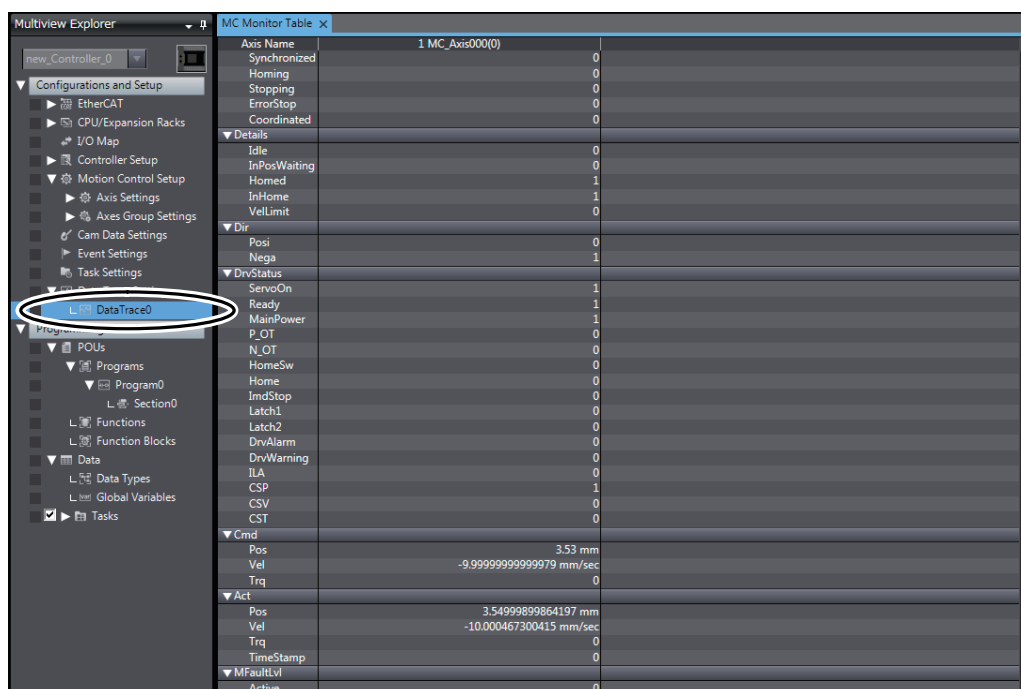 Multiview Explorer
new_Controller_0
Configurations and Setup
EtherCAT
CPU/Expansion Racks
I/O Map
Controller Setup
Motion Control Setup
Axis Settings
Axes Group Settings
Cam Data Settings
Event Settings
Task Settings
DataTrace0
POUs
Programs
Program0
Section0
Functions
Function Blocks
Data
Data Types
Global Variables
Tasks
MC Monitor Table
Axis Name 1 MC_Axis000(0)
Synchronized 0
Homing 0
Stopping 0
ErrorStop 0
Coordinated 0
Details
Idle 0
InPosWaiting 0
Homed 1
InHome 1
VelLimit 0
Dir
Posi 0
Nega 1
DrvStatus
ServoOn 1
Ready 1
MainPower 1
P_OT 0
N_OT 0
HomeSw 0
Home 0
ImdStop 0
Latch1 0
Latch2 0
DrvAlarm 0
DrvWarning 0
ILA 0
CSP 1
CSV 0
CST 0
Cmd
Pos 3.53 mm
Vel -9.99999999999979 mm/sec
Trq 0
Act
Pos 3.54999899864197 mm
Vel -10.000467300415 mm/sec
Trq 0
TimeStamp 0
MFaultLvl
Active 0